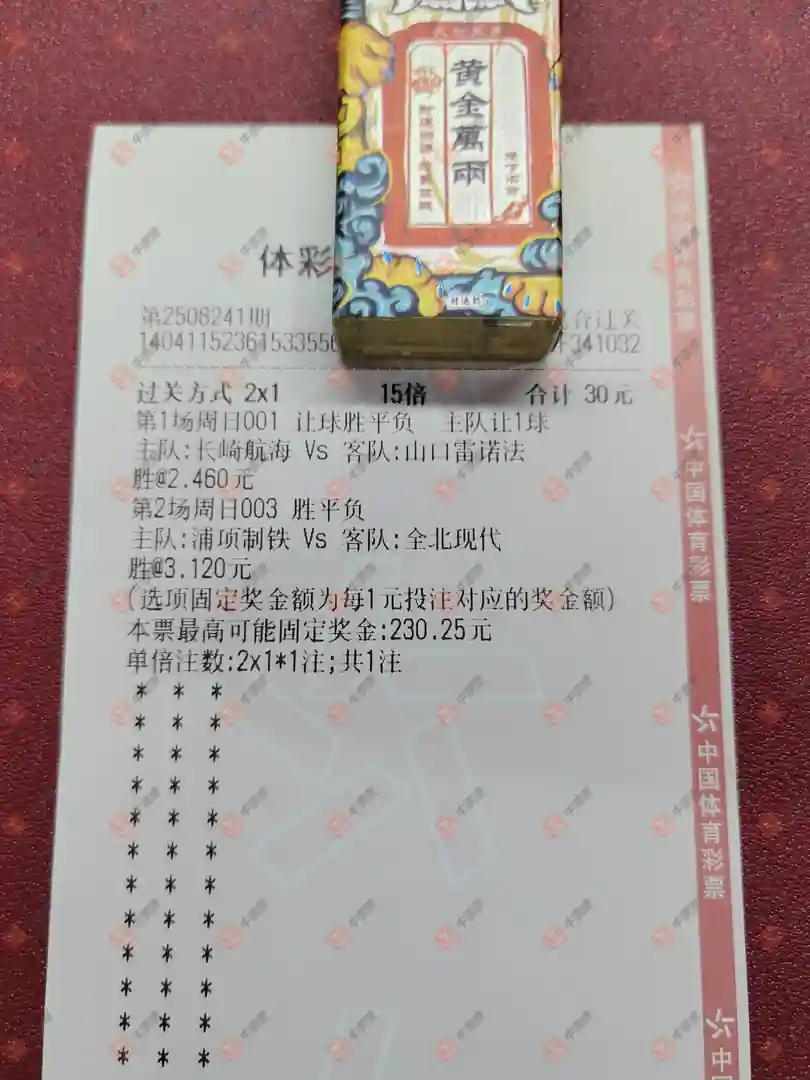 黄金萬兩
体彩
第2508241期
合过关
14041152361533556
341032
过关方式 2x1 15倍 合计 30元
第1场周日001 让球胜平负 主队让1球
主队:长崎航海 Vs 客队:山口雷诺法
胜@2.460元
第2场周日003 胜平负
主队:浦项制铁 Vs 客队:全北现代
胜@3.120元
(选项固定奖金额为每1元投注对应的奖金额)
本票最高可能固定奖金:230.25元
单倍注数:2x1*1注;共1注
* * *
* * *
* * *
* * *
* * *
* * *
* * *
* * *
* * *
* * *
* * *
* * *
中国体育彩票
中国体育彩票
中国体育彩票
中